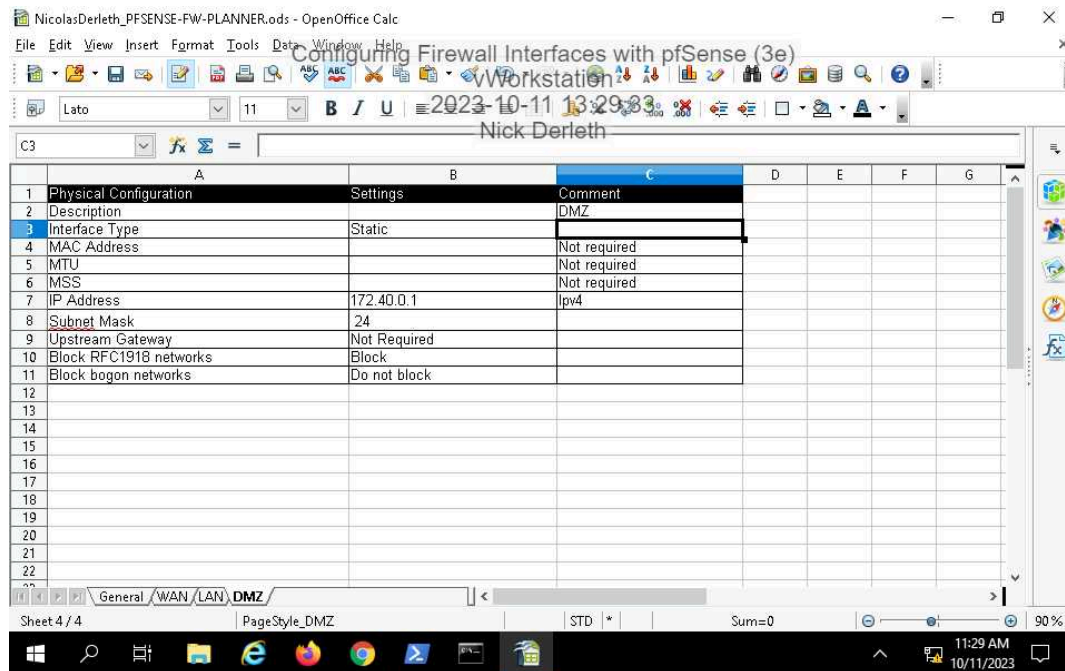 NicolasDerleth_PFSENSE-FW-PLANNER.ods - OpenOffice Calc
File Edit View Insert Format Tools Data Window Help
Configuring Firewall Interfaces with pfSense (3e)
vWorkstation
2023-10-11 13:29:33
Nick Derleth
Lato 11 B I U
C3
A B C D E F G
1 Physical Configuration Settings Comment
2 Description DMZ
3 Interface Type Static
4 MAC Address Not required
5 MTU Not required
6 MSS Not required
7 IP Address 172.40.0.1 Ipv4
8 Subnet Mask 24
9 Upstream Gateway Not Required
10 Block RFC1918 networks Block
11 Block bogon networks Do not block
12
13
14
15
16
17
18
19
20
21
22
General WAN LAN DMZ
Sheet 4 / 4 PageStyle_DMZ STD * Sum=0 90 %
11:29 AM
10/11/2023